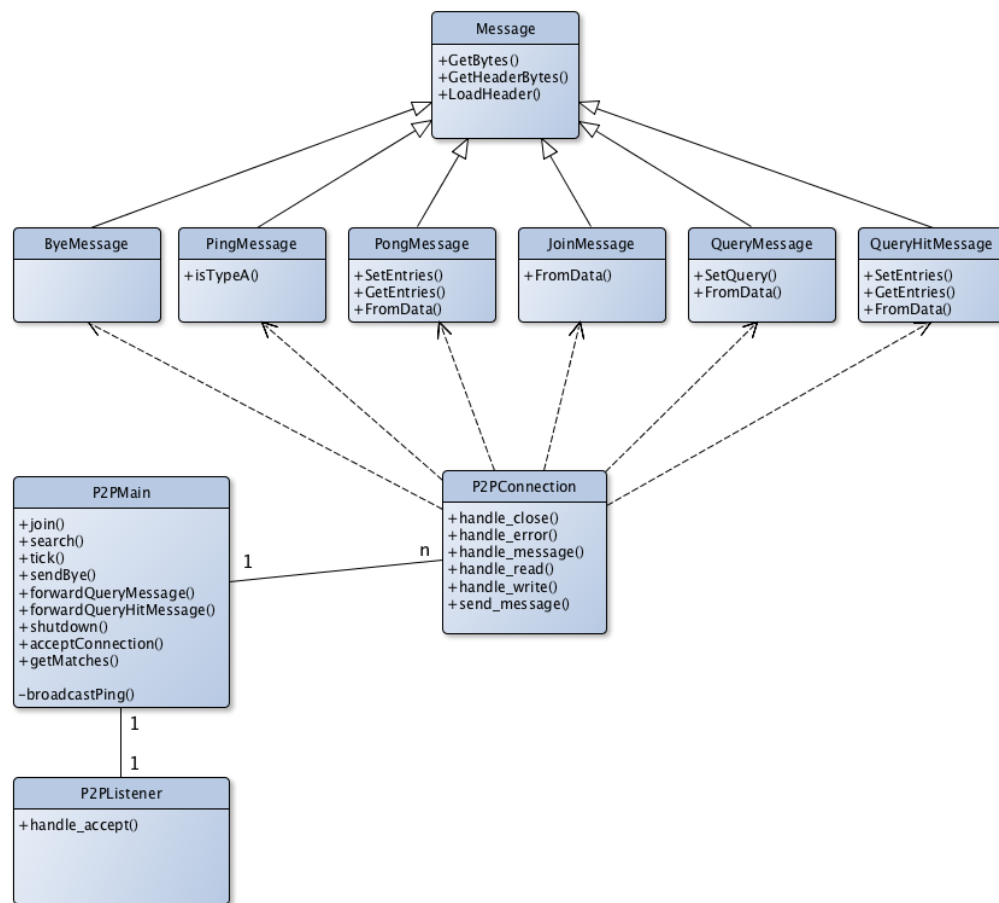 Message
+GetBytes()
+GetHeaderBytes()
+LoadHeader()
ByeMessage
PingMessage
+isTypeA()
PongMessage
+SetEntries()
+GetEntries()
+FromData()
JoinMessage
+FromData()
QueryMessage
+SetQuery()
+FromData()
QueryHitMessage
+SetEntries()
+GetEntries()
+FromData()
P2PConnection
+handle_close()
+handle_error()
+handle_message()
+handle_read()
+handle_write()
+send_message()
P2PMain
+join()
+search()
+tick()
+sendBye()
+forwardQueryMessage()
+forwardQueryHitMessage()
+shutdown()
+acceptConnection()
+getMatches()
-broadcastPing()
1
n
1
1
P2PListener
+handle_accept()